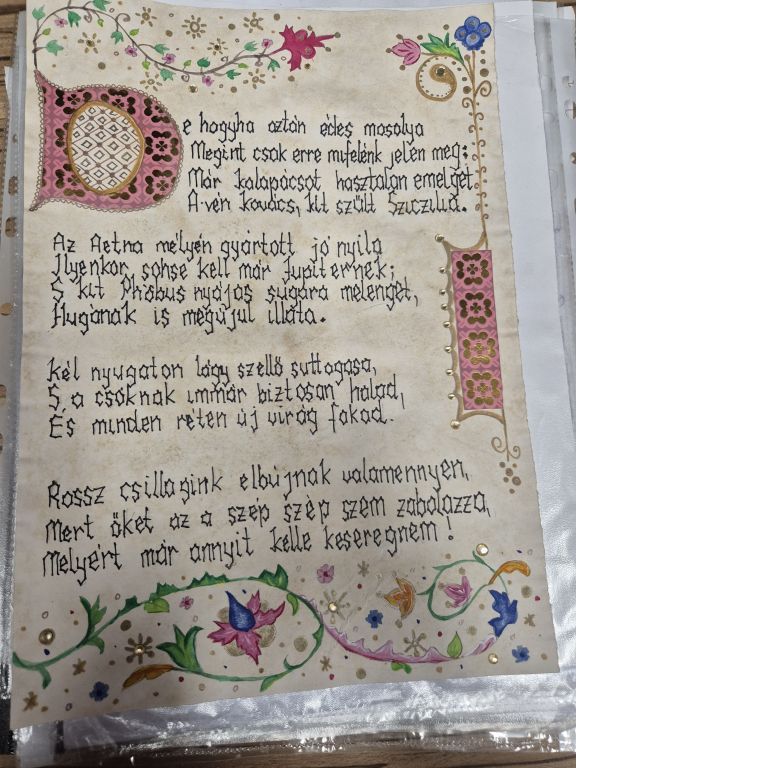 De hogyha aztán édes mosolya
Megint csak erre mifelénk jelen meg:
Már kalapácsot hasztalan emelget
A vén kovács, kit szült Sziczilia.
Az Aetna mélyén gyártott jó nyila
Ilyenkor sohse kell már Jupiternek;
S kit Phöbus nyájas sugára melenget,
Hugának is megújul illata.
kél nyugaton lágy szellő suttogása,
S a csoknak immár biztosan halad,
És minden réten új virág fakad.
Rossz csillagink elbújnak valamennyen,
Mert őket az a szép szép szem zabolázza,
Melyért már annyit kelle keseregnem!